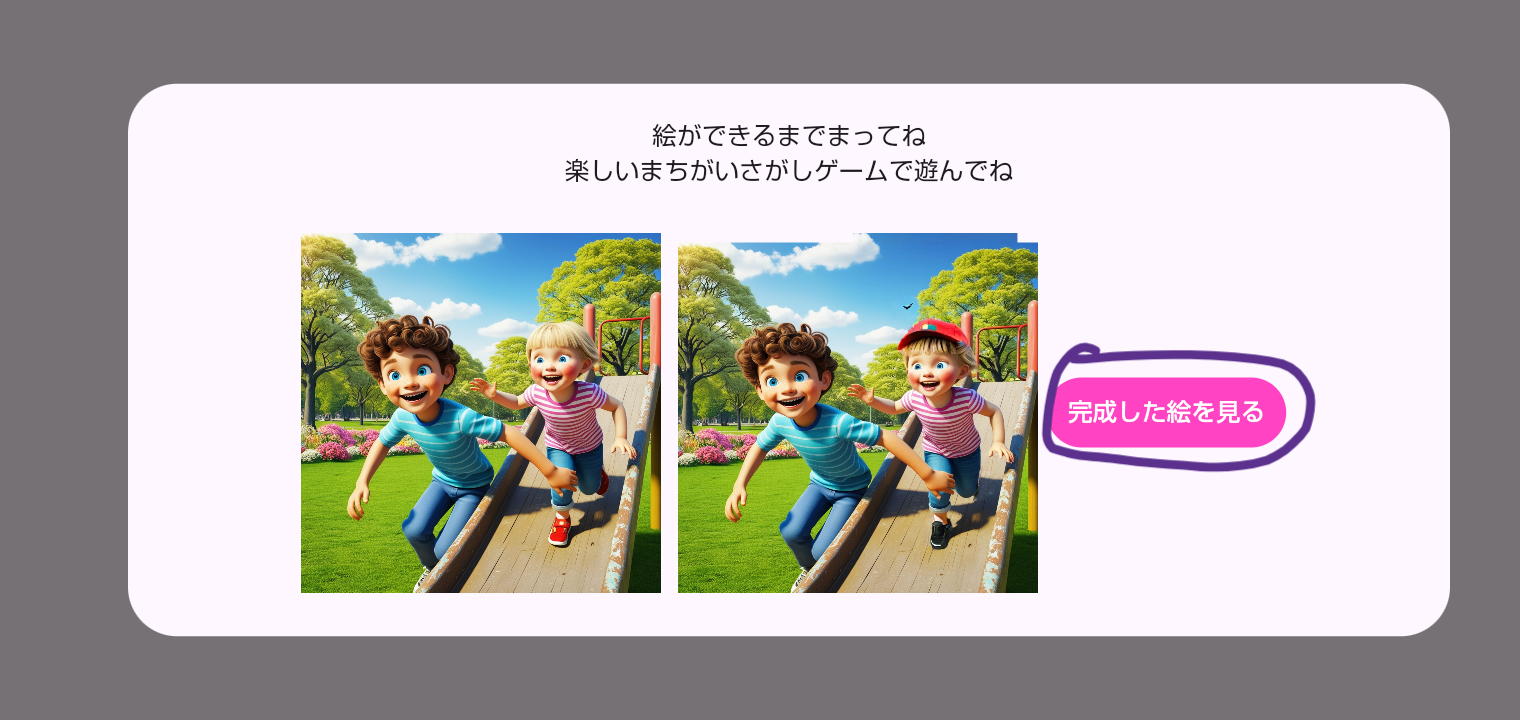 絵ができるまでまってね
楽しいまちがいさがしゲームで遊んでね
完成した絵を見る